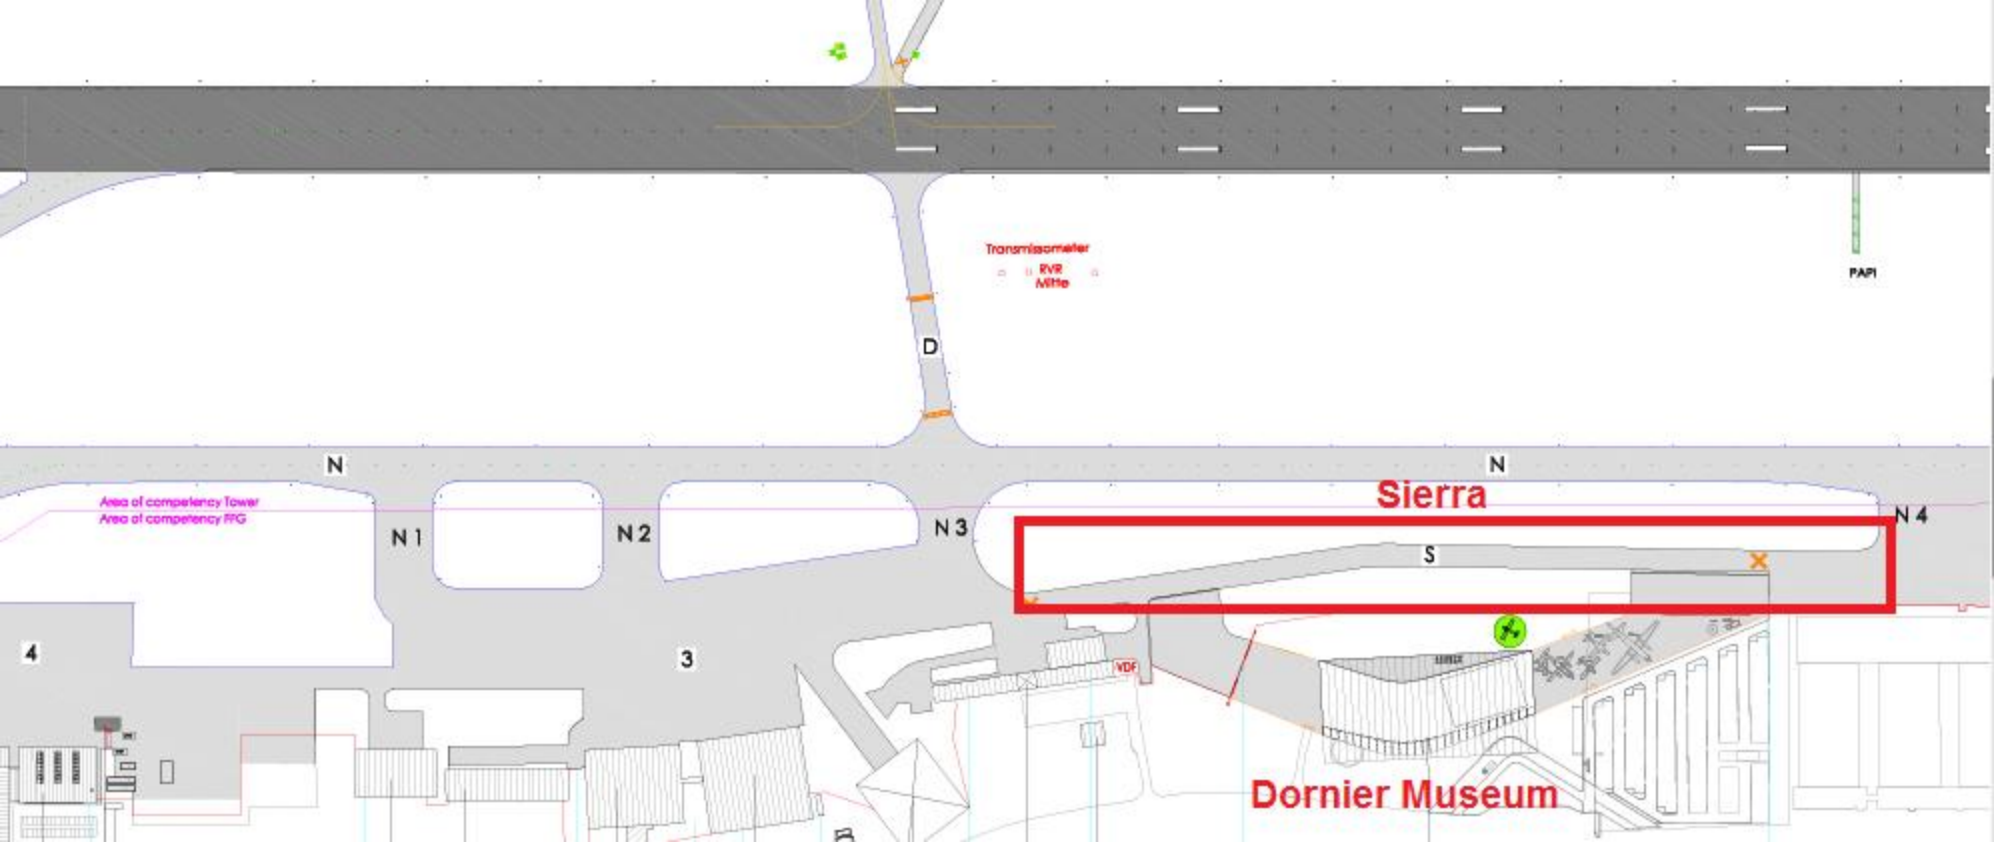 Transmissometer
RVR
Mitte
PAPI
D
N
N
Sierra
Area of competency Tower
Area of competency FFG
N 1
N 2
N 3
N 4
S
4
3
VDF
Dornier Museum